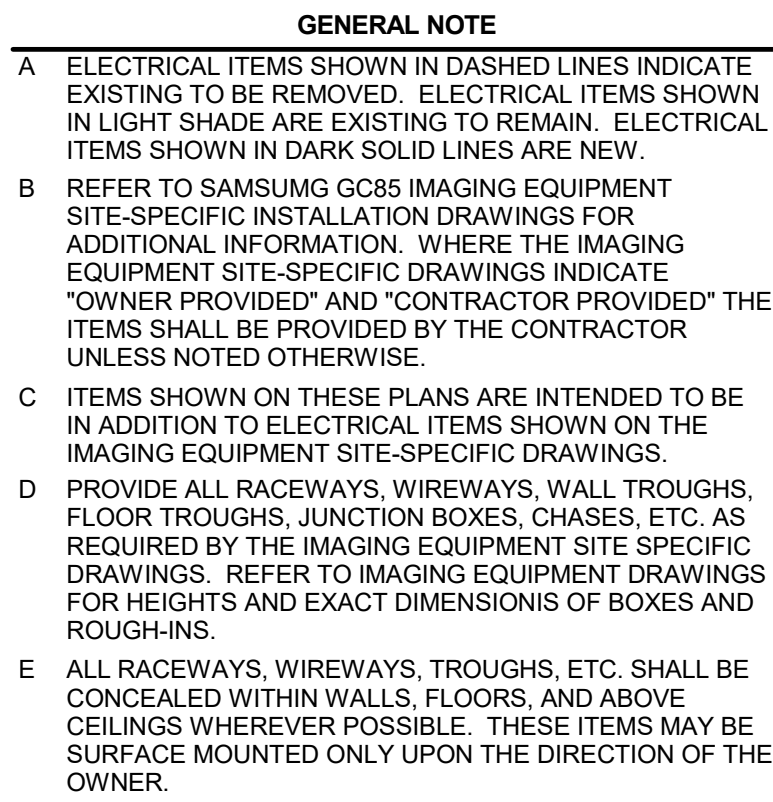 GENERAL NOTE
A ELECTRICAL ITEMS SHOWN IN DASHED LINES INDICATE
EXISTING TO BE REMOVED. ELECTRICAL ITEMS SHOWN
IN LIGHT SHADE ARE EXISTING TO REMAIN. ELECTRICAL
ITEMS SHOWN IN DARK SOLID LINES ARE NEW.
B REFER TO SAMSUMG GC85 IMAGING EQUIPMENT
SITE-SPECIFIC INSTALLATION DRAWINGS FOR
ADDITIONAL INFORMATION. WHERE THE IMAGING
EQUIPMENT SITE-SPECIFIC DRAWINGS INDICATE
"OWNER PROVIDED" AND "CONTRACTOR PROVIDED" THE
ITEMS SHALL BE PROVIDED BY THE CONTRACTOR
UNLESS NOTED OTHERWISE.
C ITEMS SHOWN ON THESE PLANS ARE INTENDED TO BE
IN ADDITION TO ELECTRICAL ITEMS SHOWN ON THE
IMAGING EQUIPMENT SITE-SPECIFIC DRAWINGS.
D PROVIDE ALL RACEWAYS, WIREWAYS, WALL TROUGHS,
FLOOR TROUGHS, JUNCTION BOXES, CHASES, ETC. AS
REQUIRED BY THE IMAGING EQUIPMENT SITE SPECIFIC
DRAWINGS. REFER TO IMAGING EQUIPMENT DRAWINGS
FOR HEIGHTS AND EXACT DIMENSIONIS OF BOXES AND
ROUGH-INS.
E ALL RACEWAYS, WIREWAYS, TROUGHS, ETC. SHALL BE
CONCEALED WITHIN WALLS, FLOORS, AND ABOVE
CEILINGS WHEREVER POSSIBLE. THESE ITEMS MAY BE
SURFACE MOUNTED ONLY UPON THE DIRECTION OF THE
OWNER.